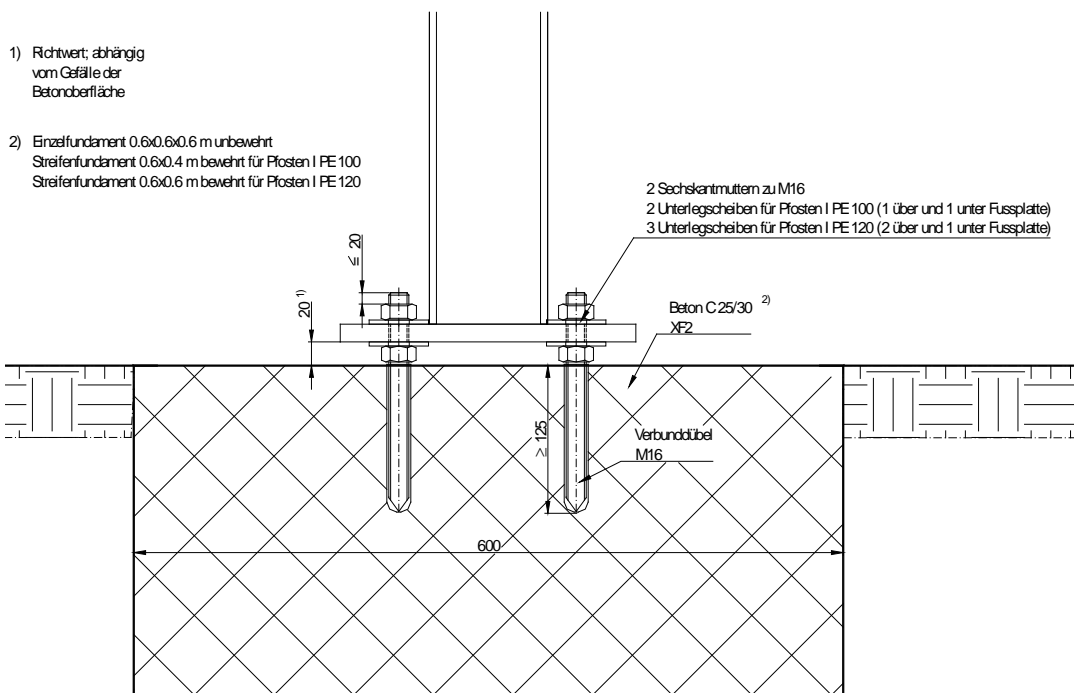 1) Richtwert; abhängig
vom Gefälle der
Betonoberfläche
2) Einzelfundament 0.6x0.6x0.6 m unbewehrt
Streifenfundament 0.6x0.4 m bewehrt für Pfosten I PE 100
Streifenfundament 0.6x0.6 m bewehrt für Pfosten I PE 120
2 Sechskantmuttern zu M16
2 Unterlegscheiben für Pfosten I PE 100 (1 über und 1 unter Fussplatte)
3 Unterlegscheiben für Pfosten I PE 120 (2 über und 1 unter Fussplatte)
≤ 20
20 1)
Beton C 25/30 2)
XF2
≥ 125
Verbunddübel
M16
600